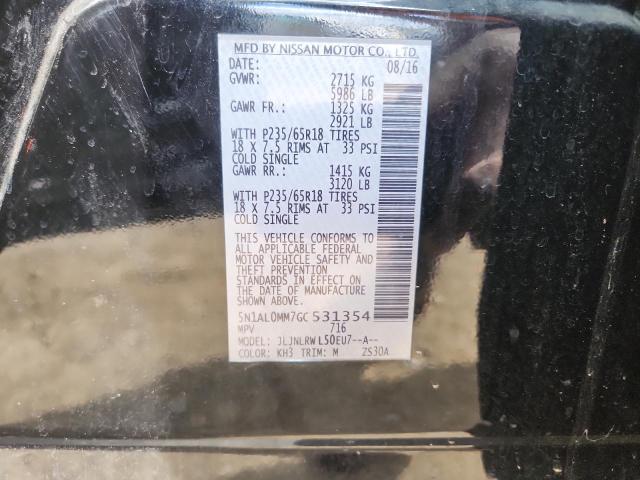 MFD BY NISSAN MOTOR CO., LTD.
DATE: 08/16
GVWR: 2715 KG
5986 LB
GAWR FR.: 1325 KG
2921 LB
WITH P235/65R18 TIRES
18 X 7.5 RIMS AT 33 PSI
COLD SINGLE
GAWR RR.: 1415 KG
3120 LB
WITH P235/65R18 TIRES
18 X 7.5 RIMS AT 33 PSI
COLD SINGLE
THIS VEHICLE CONFORMS TO
ALL APPLICABLE FEDERAL
MOTOR VEHICLE SAFETY AND
THEFT PREVENTION
STANDARDS IN EFFECT ON
THE DATE OF MANUFACTURE
SHOWN ABOVE.
5N1AL0MM7GC531354
MPV 716
MODEL: JLJNLRWL50EU7--A--
COLOR: KH3 TRIM: M ZS30A